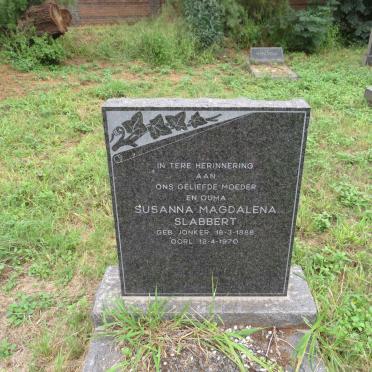 IN TERE HERINNERING
AAN
ONS GELIEFDE MOEDER
EN OUMA
SUSANNA MAGDALENA
SLABBERT
GEB. JONKER 18-3-1888
OORL. 12-4-1970